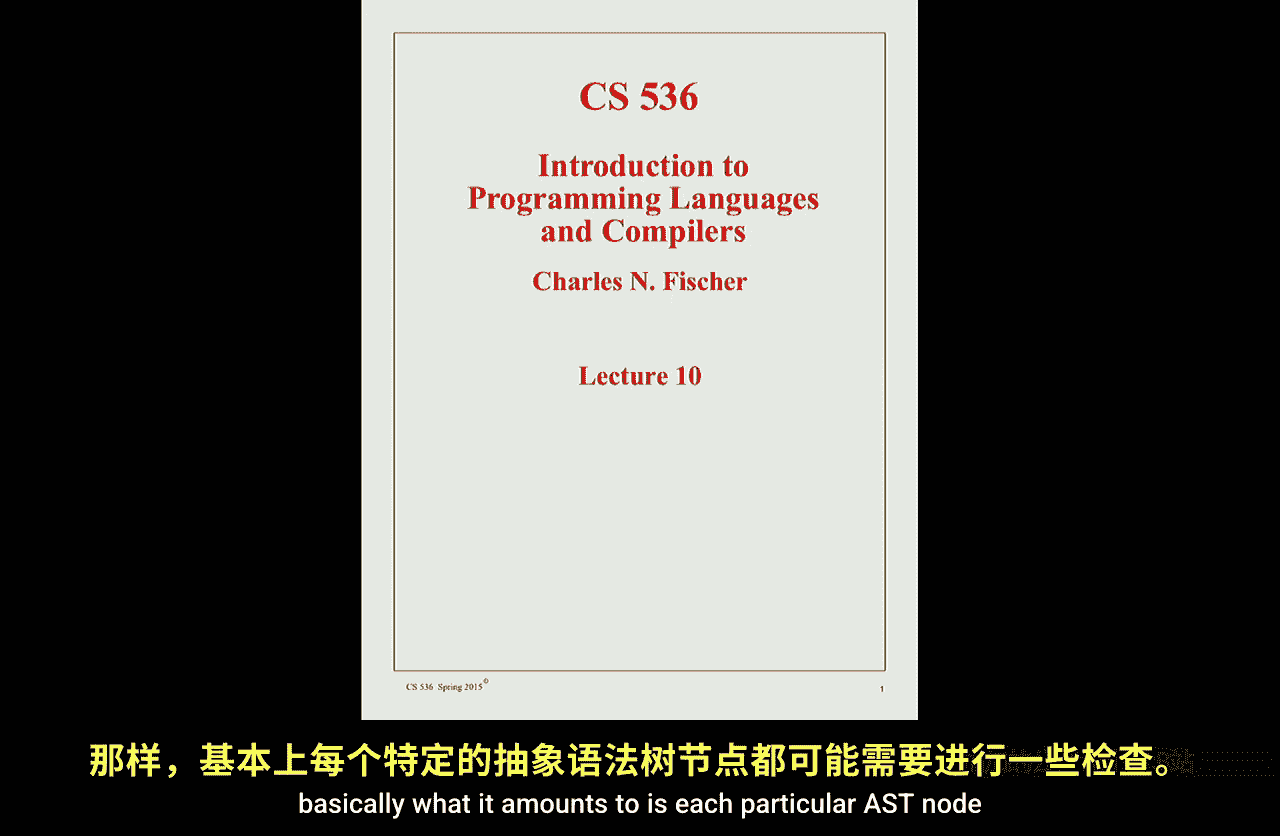 CS 536
Introduction to
Programming Languages
and Compilers
Charles N. Fischer
Lecture 10
CS 536 Spring 2015©
1
那样，基本上每个特定的抽象语法树节点都可能需要进行一些检查。
basically what it amounts to is each particular AST node